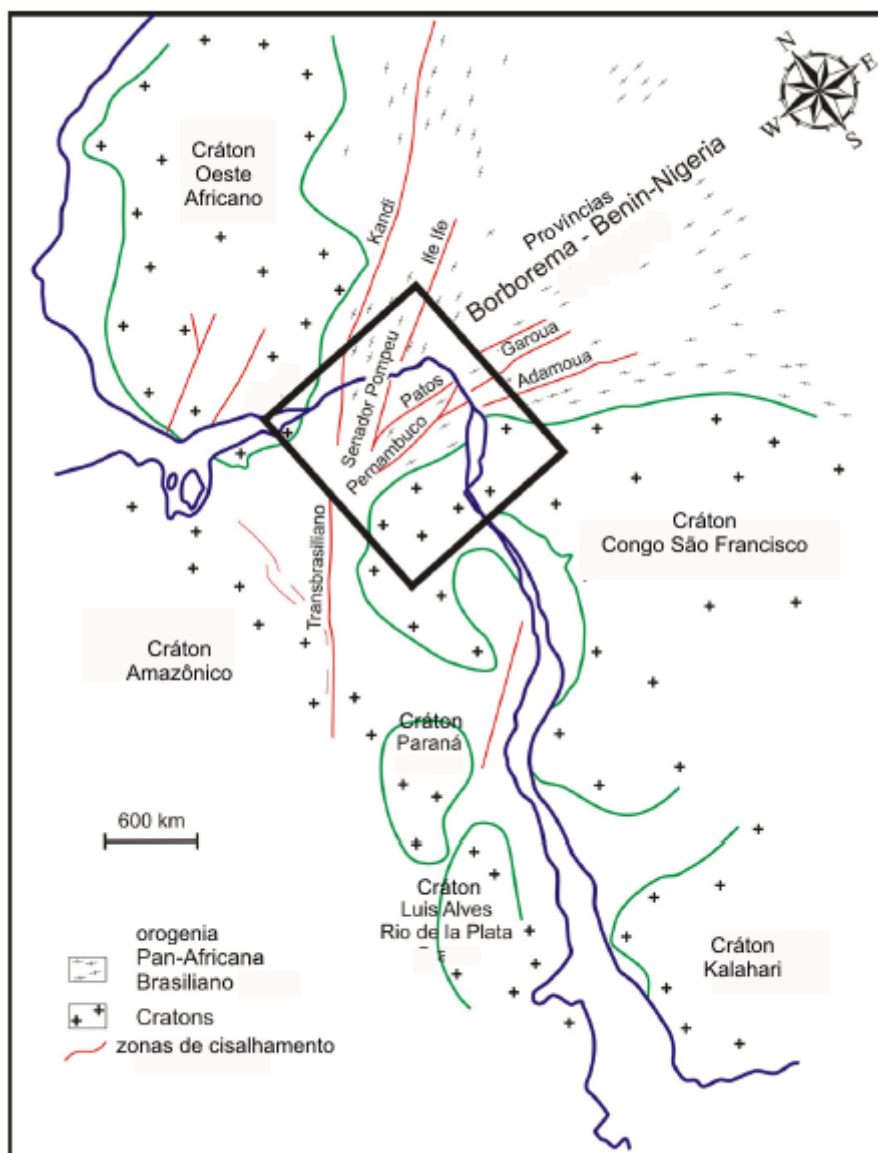 N
E
W
S
Cráton
Oeste
Africano
Kandi
Ife Ife
Províncias
Borborema - Benin-Nigeria
Senador Pompeu
Patos
Pernambuco
Garoua
Adamoua
Transbrasiliano
Cráton
Congo São Francisco
Cráton
Amazônico
Cráton
Paraná
600 km
Cráton
Luis Alves
Rio de la Plata
Cráton
Kalahari
orogenia
Pan-Africana
Brasiliano
Cratons
zonas de cisalhamento